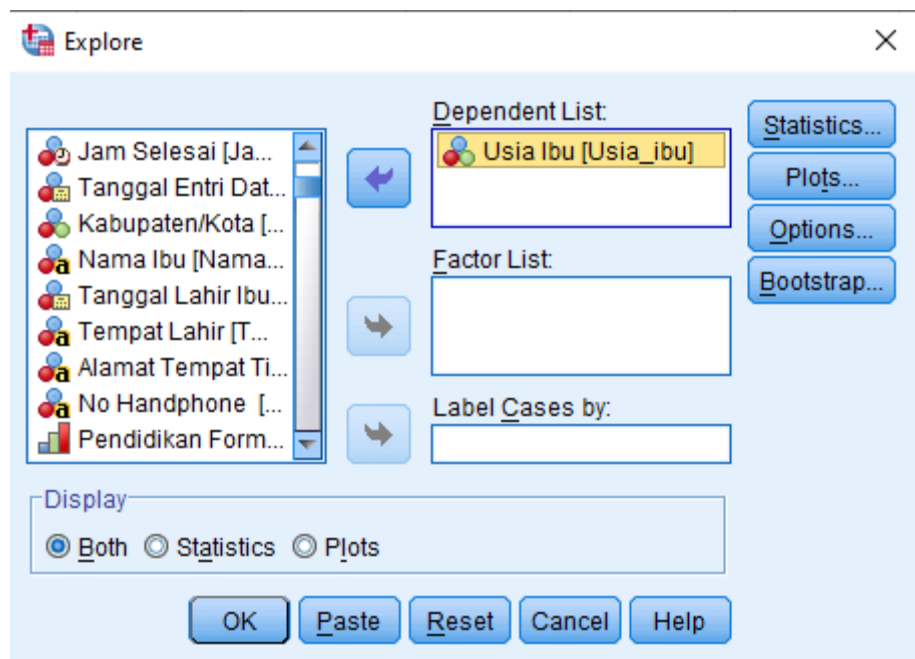 Explore
Jam Selesai [Ja...
Tanggal Entri Dat...
Kabupaten/Kota [...
Nama Ibu [Nama...
Tanggal Lahir Ibu...
Tempat Lahir [T...
Alamat Tempat Ti...
No Handphone [...
Pendidikan Form...
Dependent List:
Usia Ibu [Usia_ibu]
Factor List:
Label Cases by:
Statistics...
Plots...
Options...
Bootstrap...
Display
Both Statistics Plots
OK Paste Reset Cancel Help